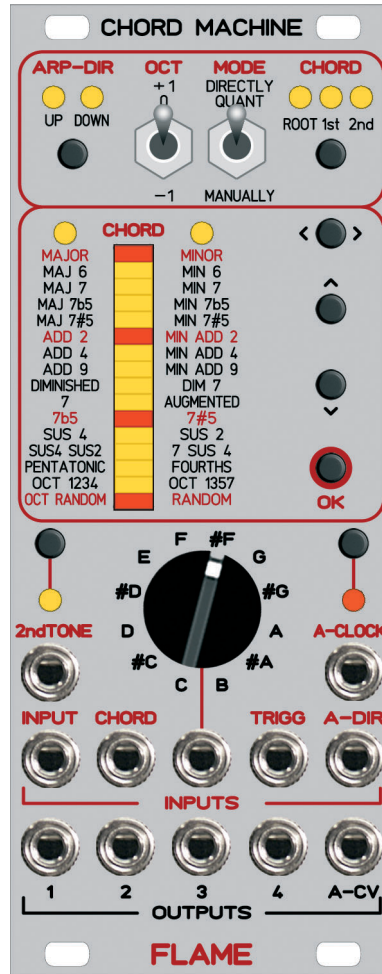 CHORD MACHINE
ARP-DIR OCT MODE CHORD
+1 DIRECTLY
0 QUANT
UP DOWN ROOT 1st 2nd
−1 MANUALLY
CHORD < >
MAJOR MINOR
MAJ 6 MIN 6
MAJ 7 MIN 7
MAJ 7b5 MIN 7b5
MAJ 7#5 MIN 7#5
ADD 2 MIN ADD 2
ADD 4 MIN ADD 4
ADD 9 MIN ADD 9
DIMINISHED DIM 7
7 AUGMENTED
7b5 7#5
SUS 4 SUS 2
SUS4 SUS2 7 SUS 4
PENTATONIC FOURTHS
OCT 1234 OCT 1357
OCT RANDOM RANDOM
OK
F #F
E G
#D #G
D A
#C #A
C B
2ndTONE A-CLOCK
INPUT CHORD TRIGG A-DIR
INPUTS
1 2 3 4 A-CV
OUTPUTS
FLAME